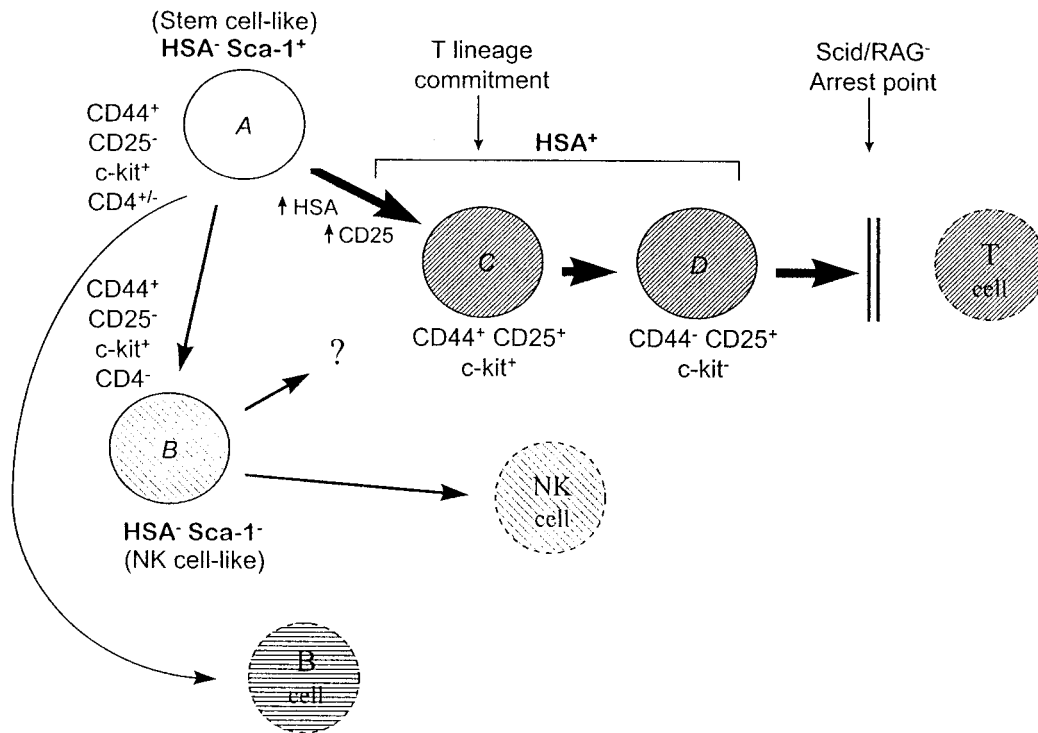 (Stem cell-like)
HSA- Sca-1+
CD44+
CD25-
c-kit+
CD4+/-
A
T lineage
commitment
Scid/RAG-
Arrest point
HSA+
↑ HSA
↑ CD25
C
D
T
cell
CD44+ CD25+
c-kit+
CD44- CD25+
c-kit-
CD44+
CD25-
c-kit+
CD4-
?
B
NK
cell
HSA- Sca-1-
(NK cell-like)
B
cell